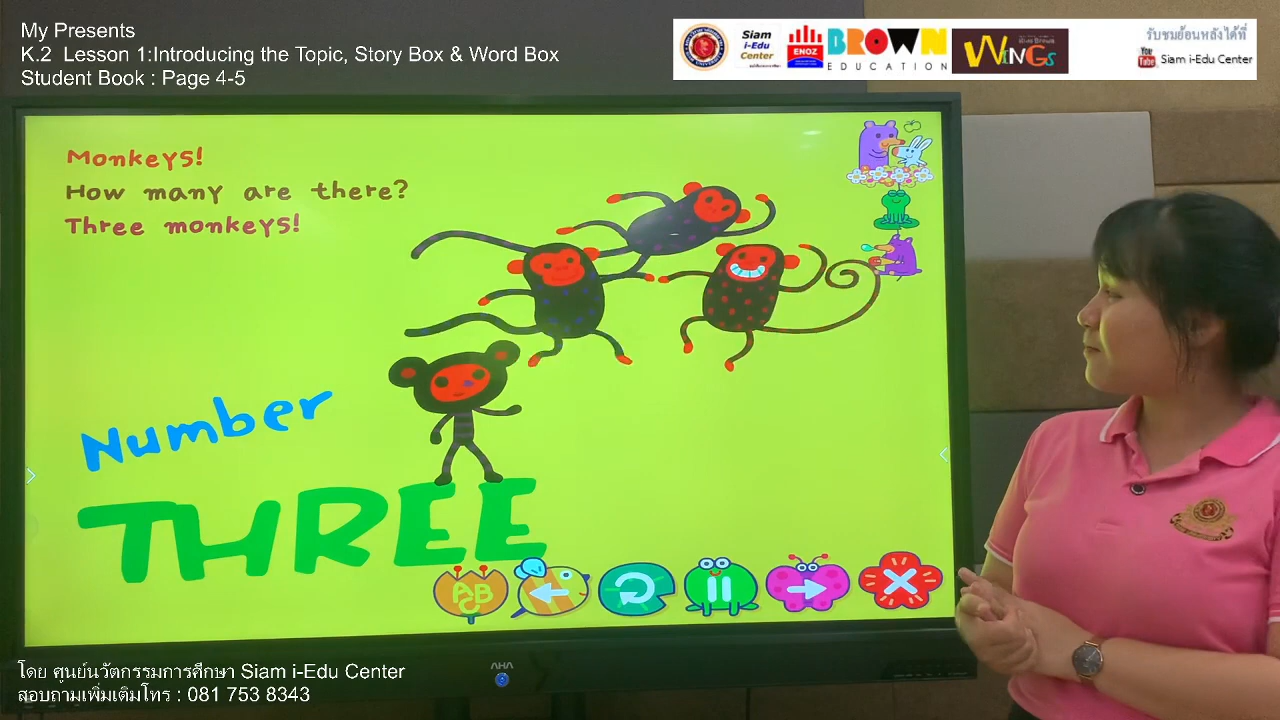 My Presents
K.2 Lesson 1:Introducing the Topic, Story Box & Word Box
Student Book : Page 4-5
Siam
i-Edu
Center
ENOZ
BROWN
EDUCATION
WINGS
รับชมย้อนหลังได้ที่
You
Tube
Siam i-Edu Center
Monkeys!
How many are there?
Three monkeys!
Number
THREE
ABC
AHA
โดย ศูนย์นวัตกรรมการศึกษา Siam i-Edu Center
สอบถามเพิ่มเติมโทร : 081 753 8343